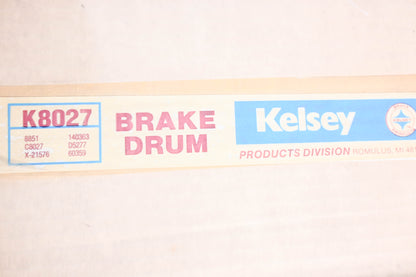 K8027
8851 140363
C8027 D5277
X-21576 60359
BRAKE DRUM
Kelsey
PRODUCTS DIVISION ROMULUS, MI